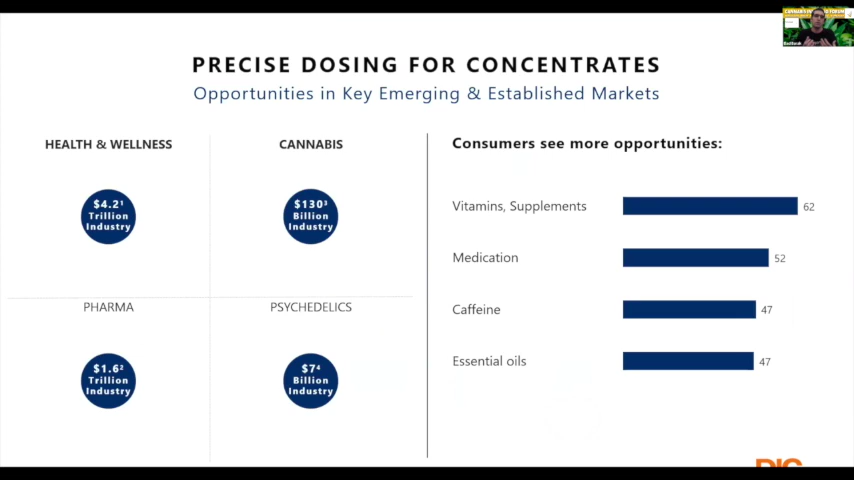 PRECISE DOSING FOR CONCENTRATES
Opportunities in Key Emerging & Established Markets
HEALTH & WELLNESS
$4.2¹
Trillion
Industry
CANNABIS
$130³
Billion
Industry
PHARMA
$1.6²
Trillion
Industry
PSYCHEDELICS
$7⁴
Billion
Industry
Consumers see more opportunities:
Vitamins, Supplements 62
Medication 52
Caffeine 47
Essential oils 47